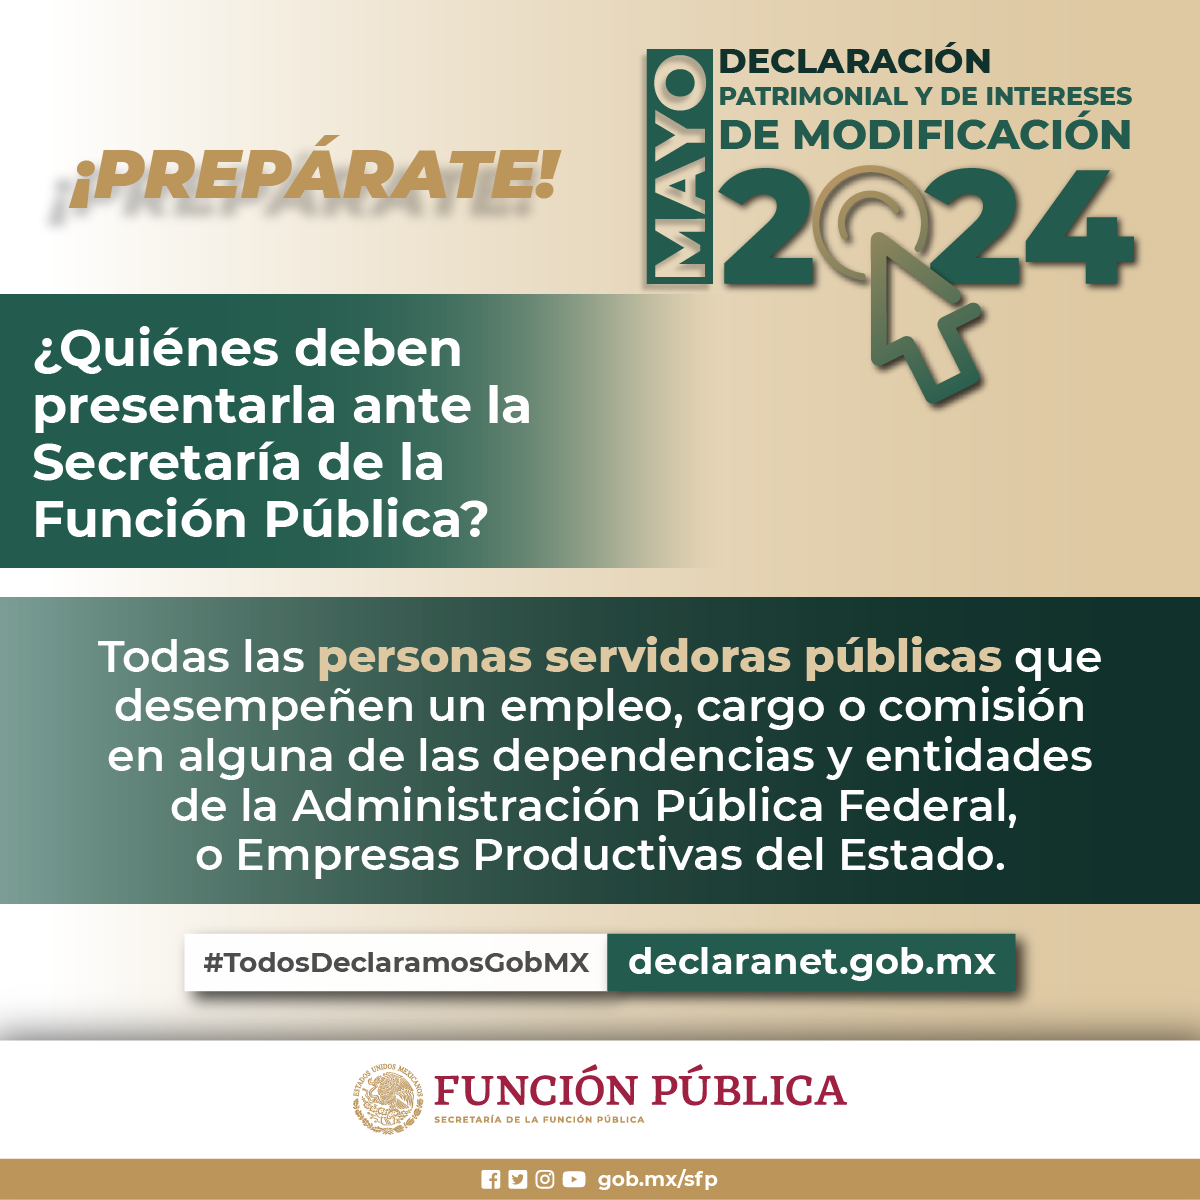 ¡PREPÁRATE!
MAYO
DECLARACIÓN
PATRIMONIAL Y DE INTERESES
DE MODIFICACIÓN
2024
¿Quiénes deben
presentarla ante la
Secretaría de la
Función Pública?
Todas las personas servidoras públicas que
desempeñen un empleo, cargo o comisión
en alguna de las dependencias y entidades
de la Administración Pública Federal,
o Empresas Productivas del Estado.
#TodosDeclaramosGobMX
declaranet.gob.mx
ESTADOS UNIDOS MEXICANOS
FUNCIÓN PÚBLICA
SECRETARÍA DE LA FUNCIÓN PÚBLICA
gob.mx/sfp